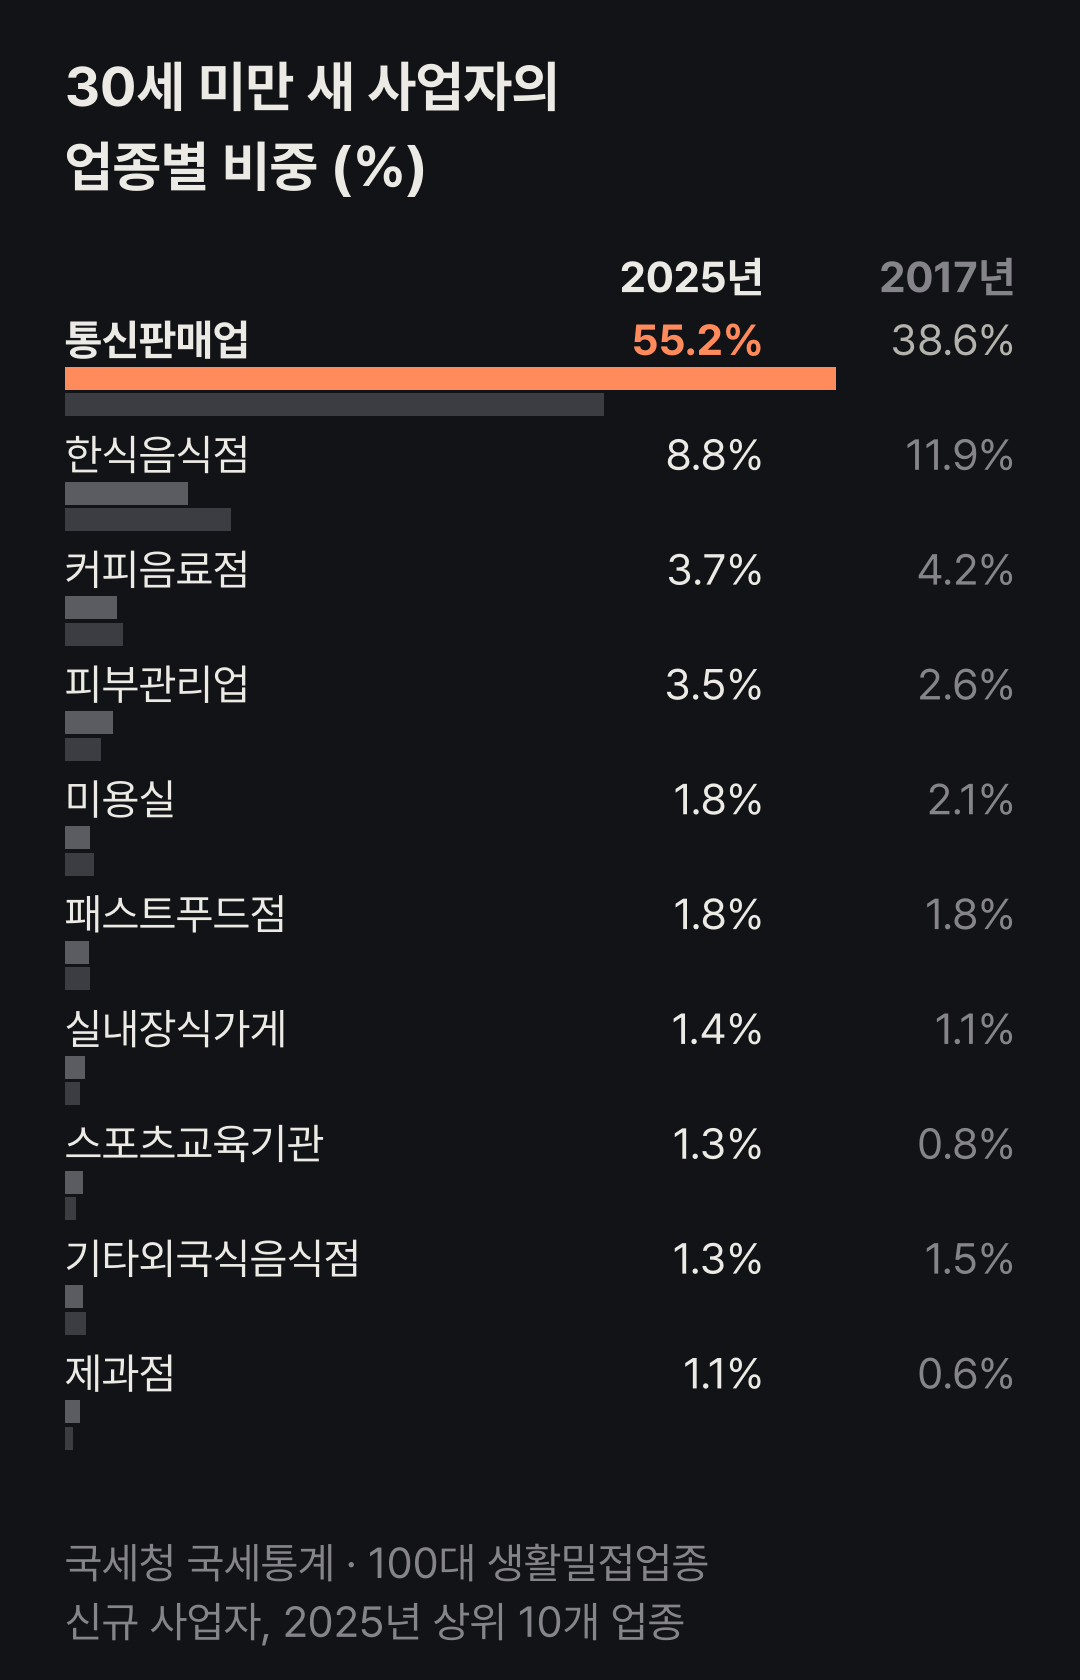 30세 미만 새 사업자의
업종별 비중 (%)
2025년 2017년
통신판매업 55.2% 38.6%
한식음식점 8.8% 11.9%
커피음료점 3.7% 4.2%
피부관리업 3.5% 2.6%
미용실 1.8% 2.1%
패스트푸드점 1.8% 1.8%
실내장식가게 1.4% 1.1%
스포츠교육기관 1.3% 0.8%
기타외국식음식점 1.3% 1.5%
제과점 1.1% 0.6%
국세청 국세통계 · 100대 생활밀접업종
신규 사업자, 2025년 상위 10개 업종